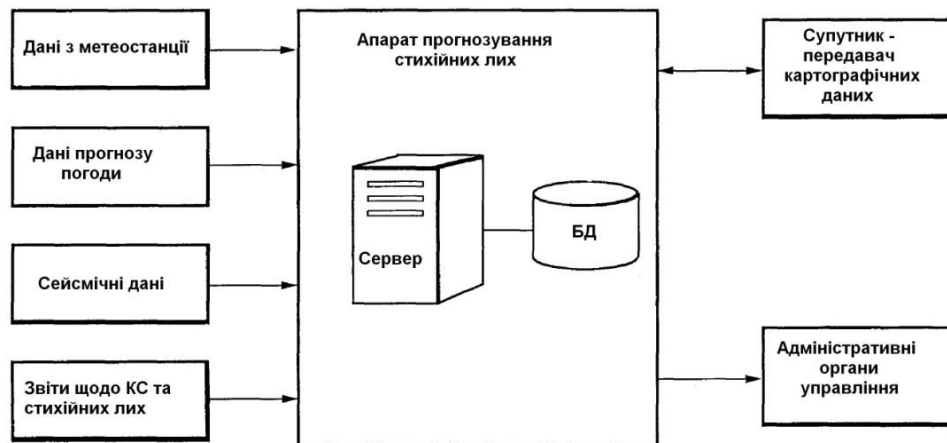 Дані з метеостанції
Дані прогнозу
погоди
Сейсмічні дані
Звіти щодо КС та
стихійних лих
Апарат прогнозування
стихійних лих
Сервер
БД
Супутник -
передавач
картографічних
даних
Адміністративні
органи
управління